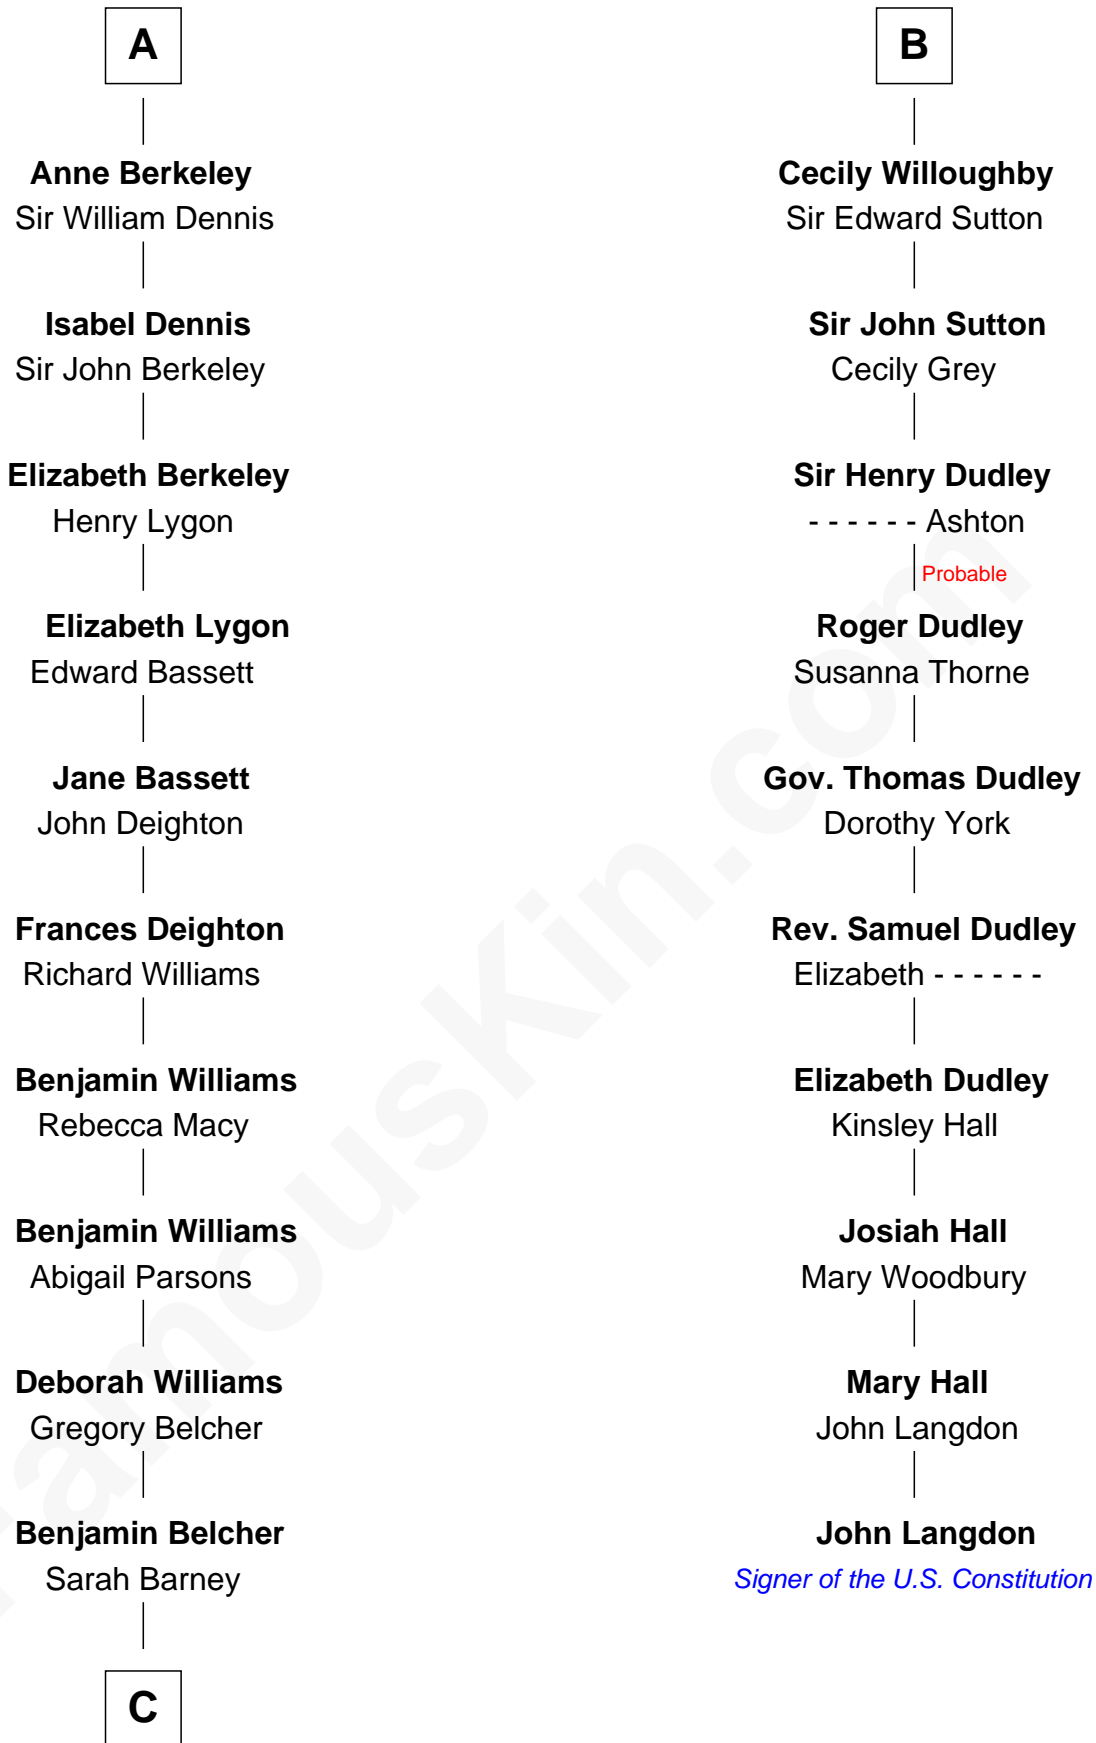 A
Anne Berkeley
Sir William Dennis
Isabel Dennis
Sir John Berkeley
Elizabeth Berkeley
Henry Lygon
Elizabeth Lygon
Edward Bassett
Jane Bassett
John Deighton
Frances Deighton
Richard Williams
Benjamin Williams
Rebecca Macy
Benjamin Williams
Abigail Parsons
Deborah Williams
Gregory Belcher
Benjamin Belcher
Sarah Barney
C
B
Cecily Willoughby
Sir Edward Sutton
Sir John Sutton
Cecily Grey
Sir Henry Dudley
- - - - - - Ashton
Probable
Roger Dudley
Susanna Thorne
Gov. Thomas Dudley
Dorothy York
Rev. Samuel Dudley
Elizabeth - - - - - -
Elizabeth Dudley
Kinsley Hall
Josiah Hall
Mary Woodbury
Mary Hall
John Langdon
John Langdon
Signer of the U.S. Constitution
FamousKin.com